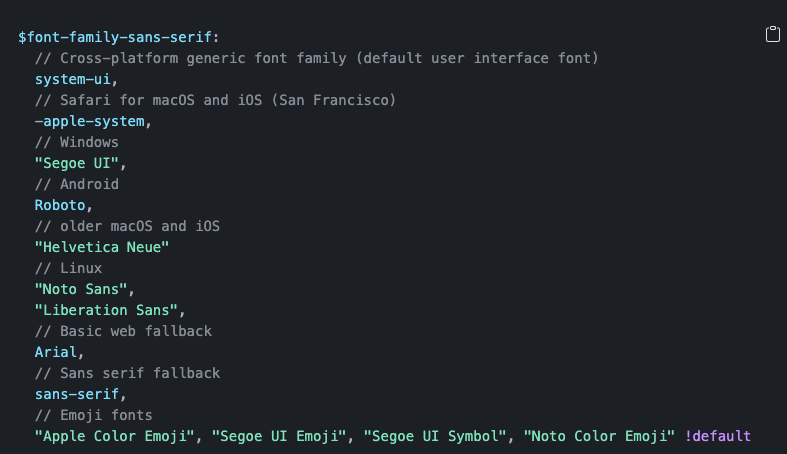 $font-family-sans-serif:
// Cross-platform generic font family (default user interface font)
system-ui,
// Safari for macOS and iOS (San Francisco)
-apple-system,
// Windows
"Segoe UI",
// Android
Roboto,
// older macOS and iOS
"Helvetica Neue"
// Linux
"Noto Sans",
"Liberation Sans",
// Basic web fallback
Arial,
// Sans serif fallback
sans-serif,
// Emoji fonts
"Apple Color Emoji", "Segoe UI Emoji", "Segoe UI Symbol", "Noto Color Emoji" !default